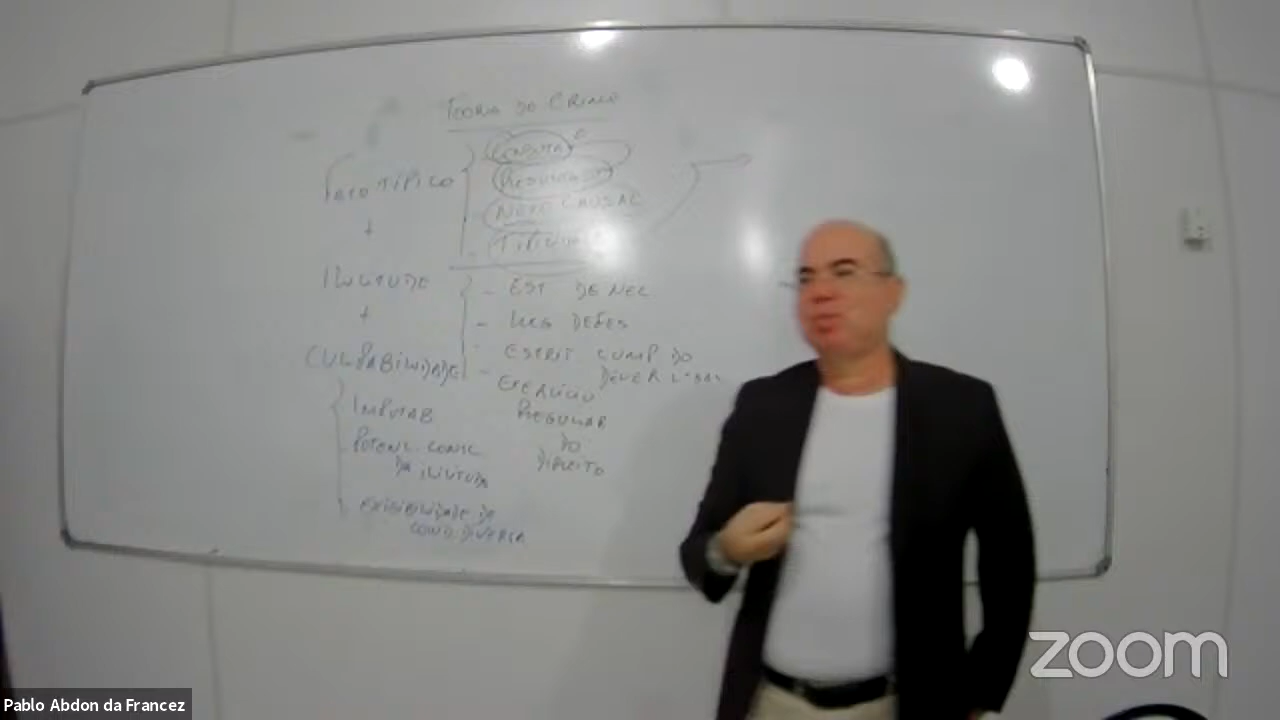 TEORIA DO CRIME
CONDUTA
RESULTADO
FATO TÍPICO
NEXO CAUSAL
+
ILICITUDE
- EST DE NEC
+
- LEG DEFES
- ESTRIT CUMP DO
DEVER LEGAL
CULPABILIDADE
- EXERCÍCIO
REGULAR
DO
DIREITO
IMPUTAB
POTENC. CONSC
DA ILICITUDE
EXIGIBILIDADE DE
COND. DIVERSA
zoom
Pablo Abdon da Francez